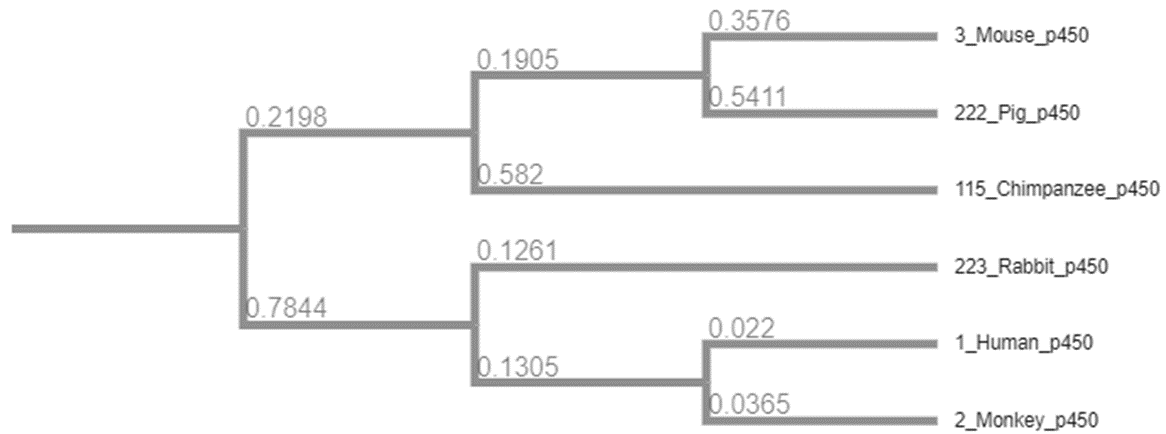 0.3576
3_Mouse_p450
0.1905
0.5411
222_Pig_p450
0.2198
0.582
115_Chimpanzee_p450
0.1261
223_Rabbit_p450
0.7844
0.022
1_Human_p450
0.1305
0.0365
2_Monkey_p450